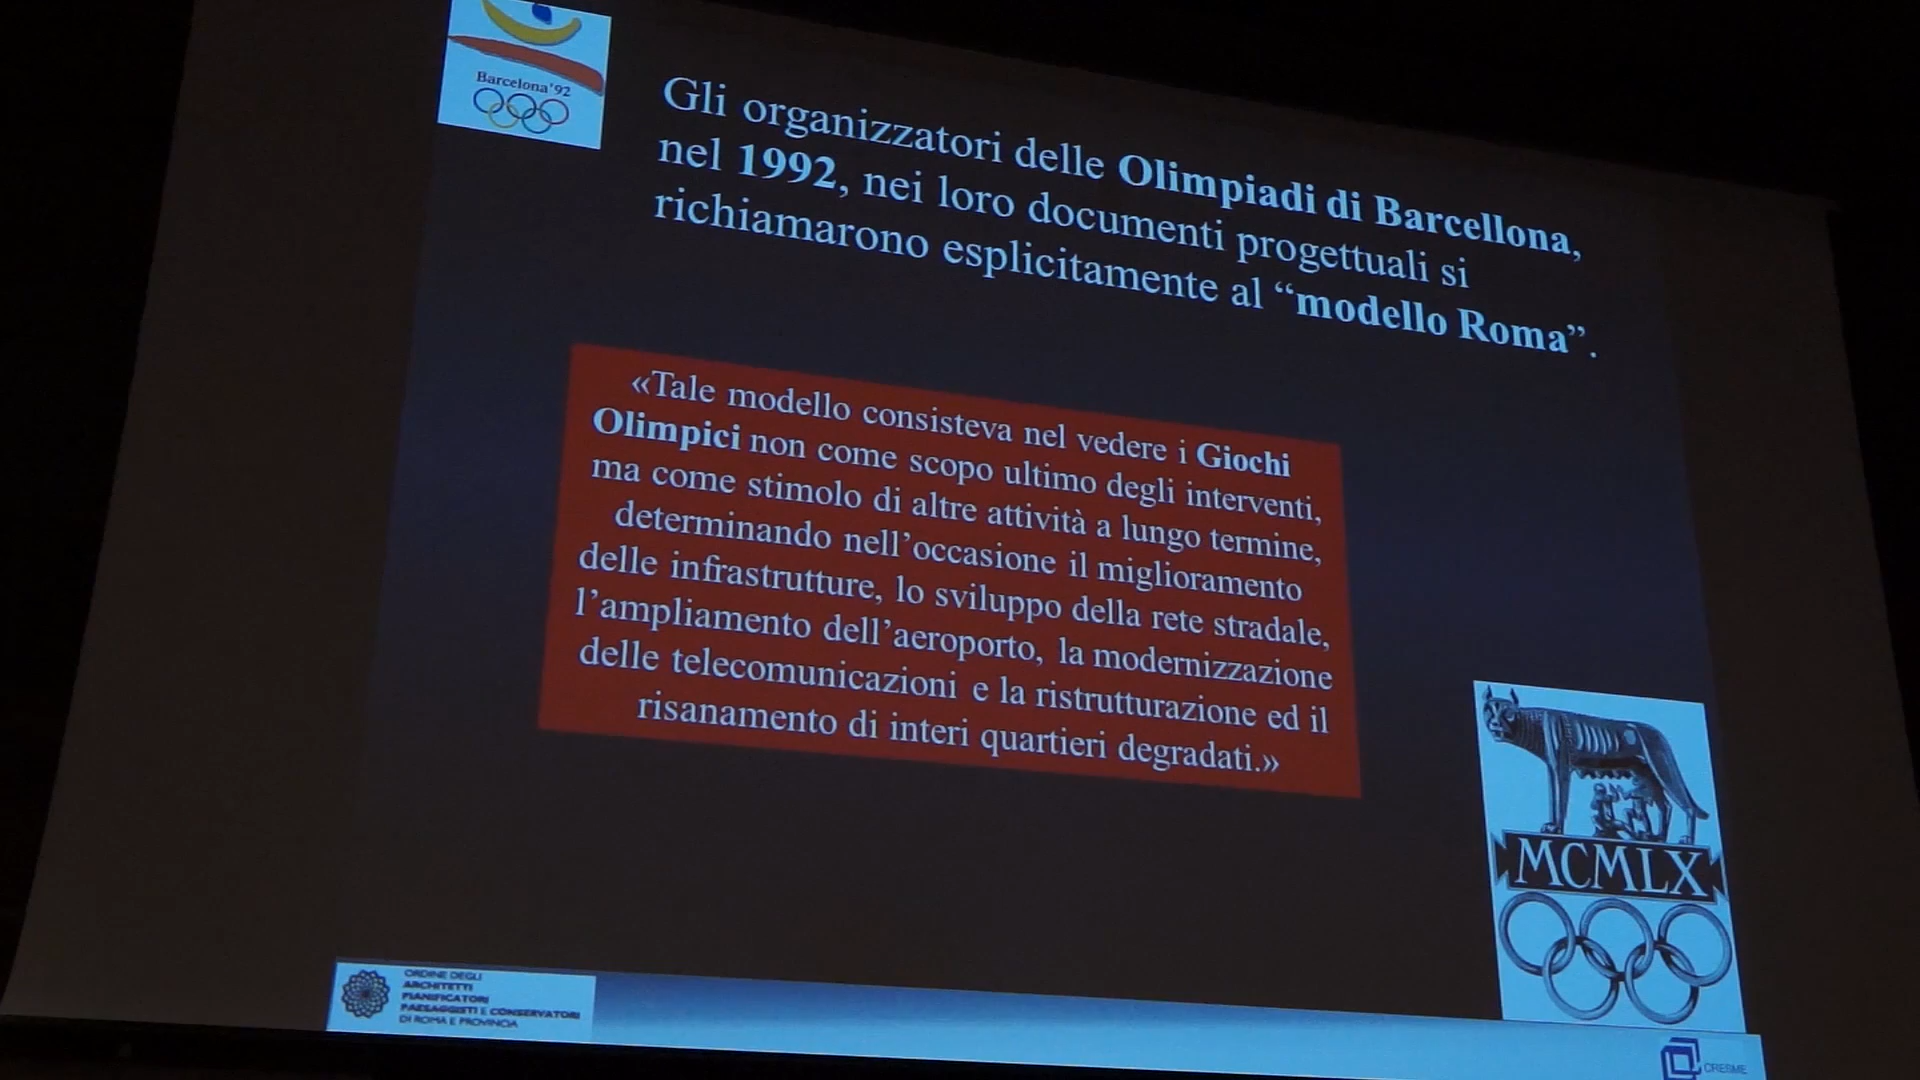 Barcelona'92
Gli organizzatori delle Olimpiadi di Barcellona,
nel 1992, nei loro documenti progettuali si
richiamarono esplicitamente al “modello Roma”.
«Tale modello consisteva nel vedere i Giochi
Olimpici non come scopo ultimo degli interventi,
ma come stimolo di altre attività a lungo termine,
determinando nell’occasione il miglioramento
delle infrastrutture, lo sviluppo della rete stradale,
l’ampliamento dell’aeroporto, la modernizzazione
delle telecomunicazioni e la ristrutturazione ed il
risanamento di interi quartieri degradati.»
MCMLX
ORDINE DEGLI
ARCHITETTI
PIANIFICATORI
PAESAGGISTI E CONSERVATORI
DI ROMA E PROVINCIA
CRESME